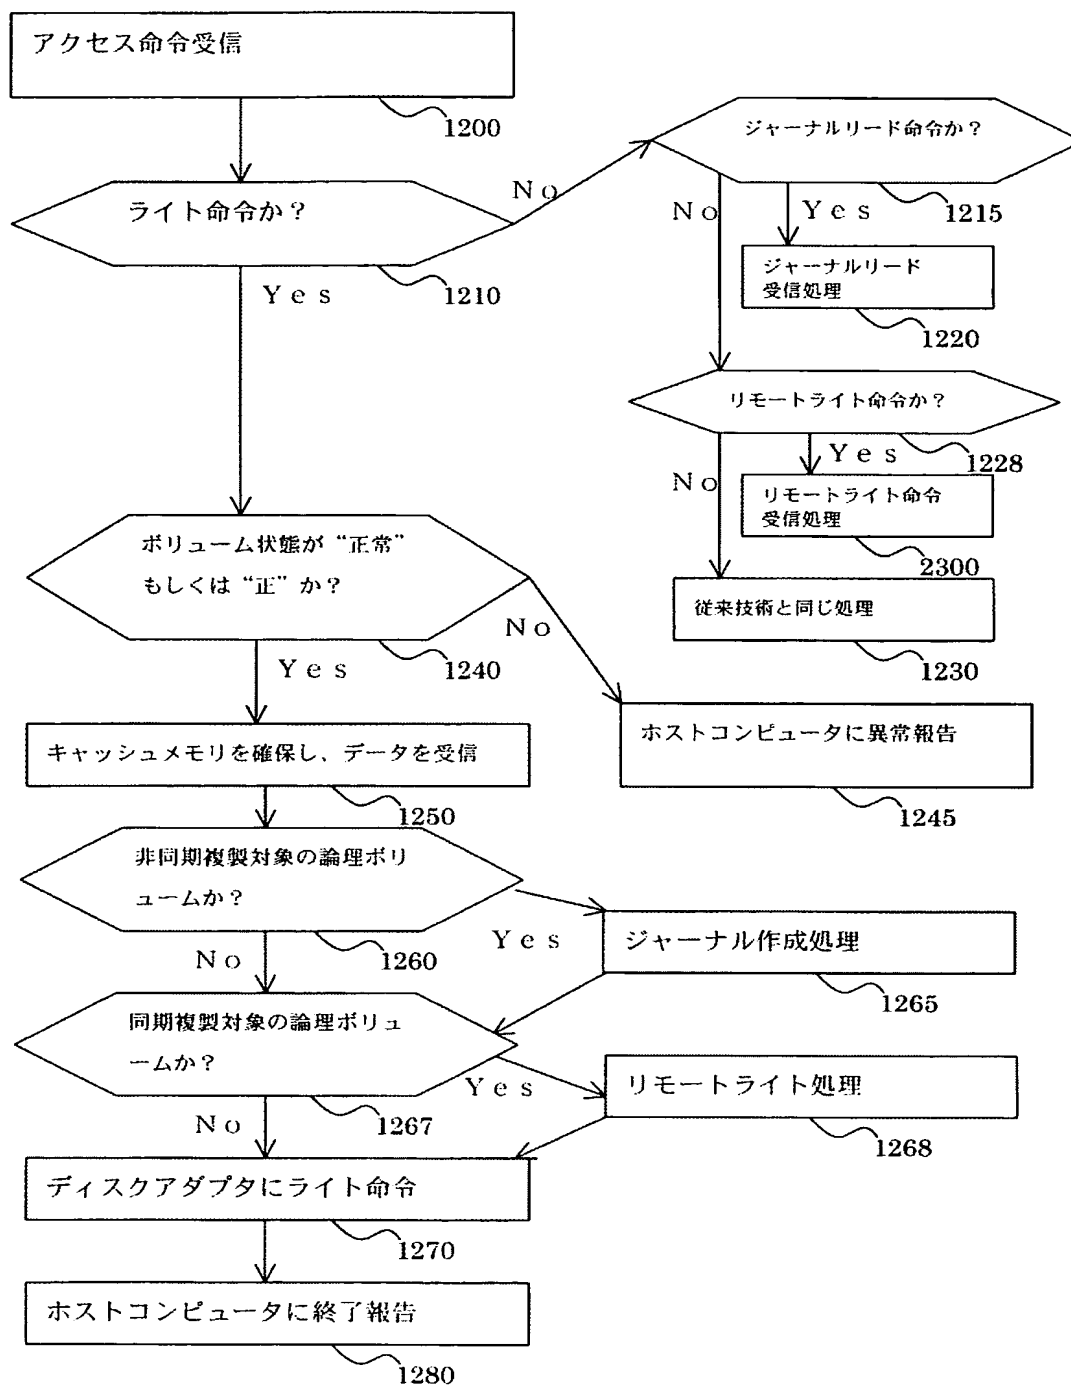 アクセス命令受信
1200
ライト命令か？
1210
No
Yes
ジャーナルリード命令か？
1215
No
Yes
ジャーナルリード
受信処理
1220
リモートライト命令か？
1228
No
Yes
リモートライト命令
受信処理
2300
従来技術と同じ処理
1230
ボリューム状態が“正常”
もしくは“正”か？
1240
No
Yes
ホストコンピュータに異常報告
1245
キャッシュメモリを確保し、データを受信
1250
非同期複製対象の論理ボリ
ュームか？
1260
Yes
No
ジャーナル作成処理
1265
同期複製対象の論理ボリュ
ームか？
1267
Yes
No
リモートライト処理
1268
ディスクアダプタにライト命令
1270
ホストコンピュータに終了報告
1280